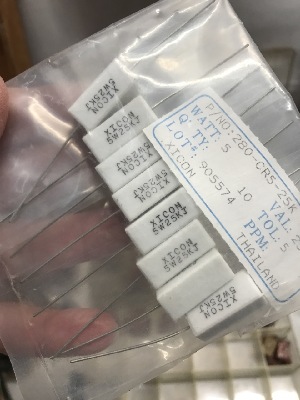 XICON
5W25KJ
XICON
5W25KJ
XICON
5W25KJ
XICON
5W25KJ
XICON
5W25KJ
XICON
5W25KJ
XICON
5W25KJ
P/NO:280-CR5-25K
WATT: 5 VAL:
Q'TY: 10 TOL: 5
LOT: 905574 PPM:
XICON THAILAND